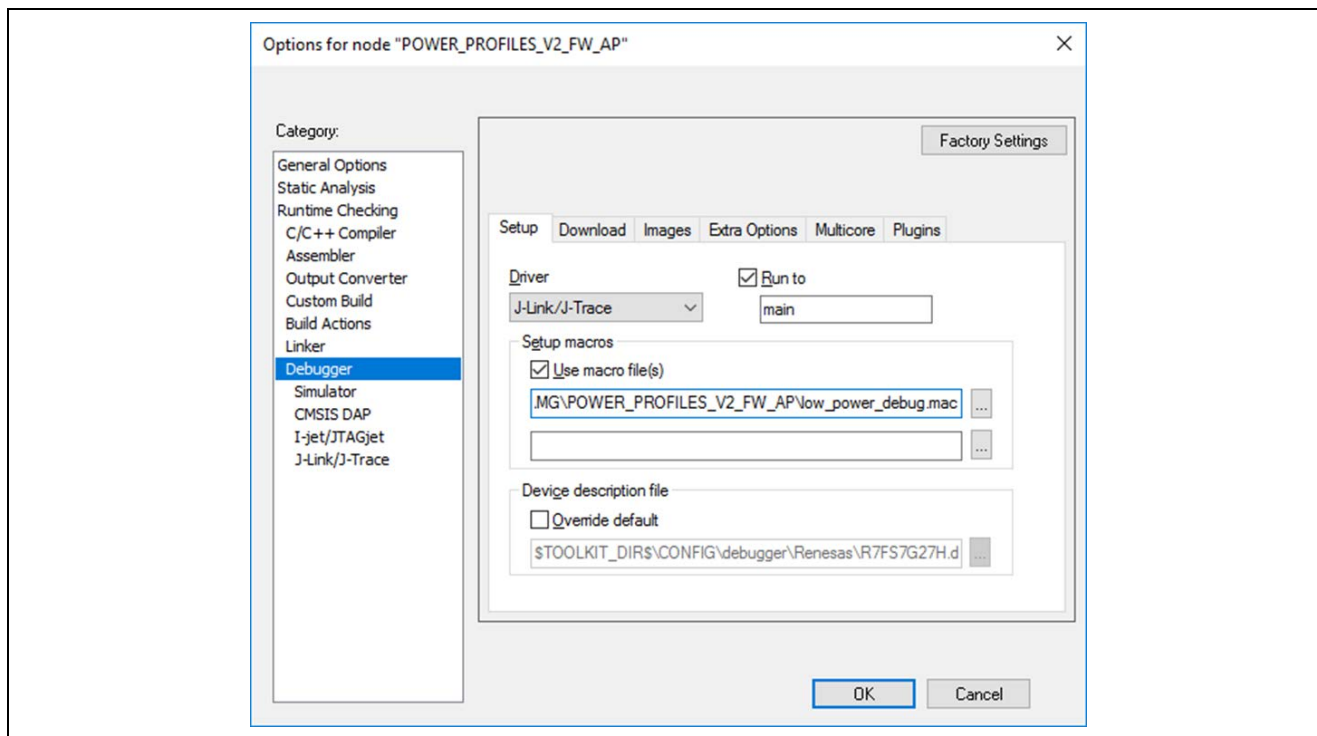 Options for node "POWER_PROFILES_V2_FW_AP"
Category:
General Options
Static Analysis
Runtime Checking
C/C++ Compiler
Assembler
Output Converter
Custom Build
Build Actions
Linker
Debugger
Simulator
CMSIS DAP
I-jet/JTAGjet
J-Link/J-Trace
Factory Settings
Setup Download Images Extra Options Multicore Plugins
Driver
Run to
J-Link/J-Trace
main
Setup macros
Use macro file(s)
.MG\POWER_PROFILES_V2_FW_AP\low_power_debug.mac ...
...
Device description file
Override default
$TOOLKIT_DIR$\CONFIG\debugger\Renesas\R7FS7G27H.d ...
OK Cancel